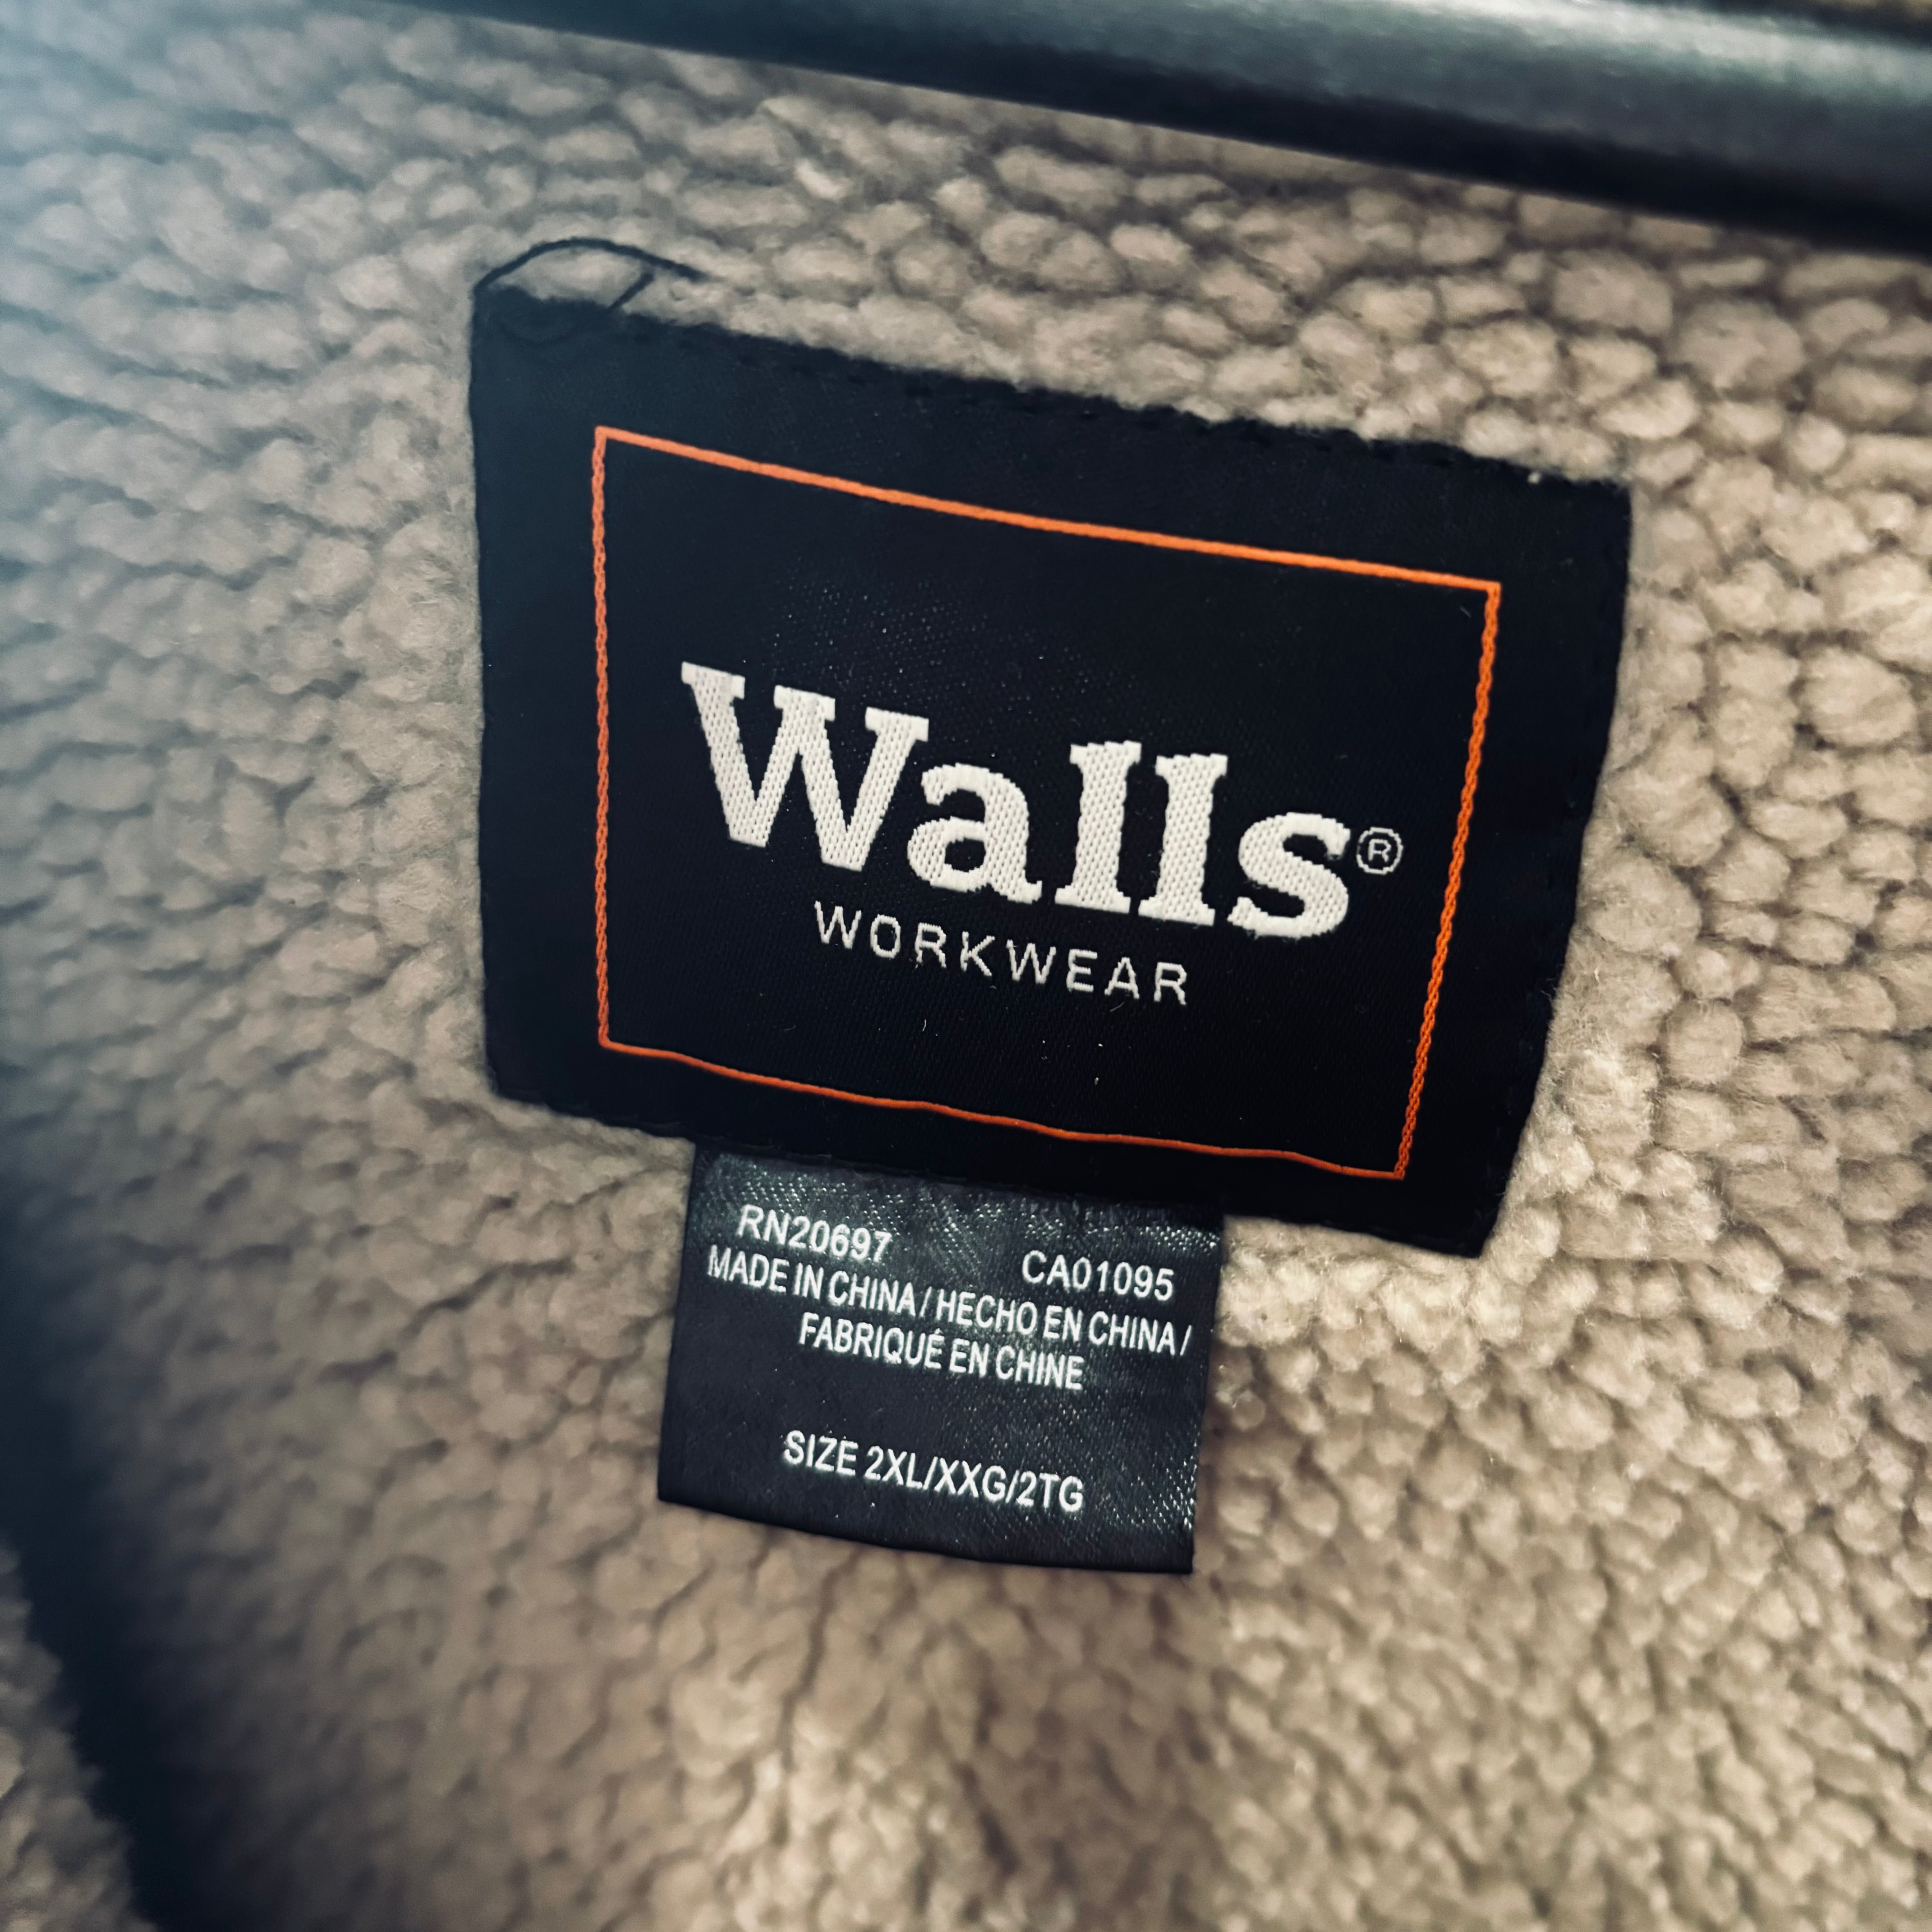 Walls®
WORKWEAR
RN20697 CA01095
MADE IN CHINA / HECHO EN CHINA /
FABRIQUÉ EN CHINE
SIZE 2XL/XXG/2TG